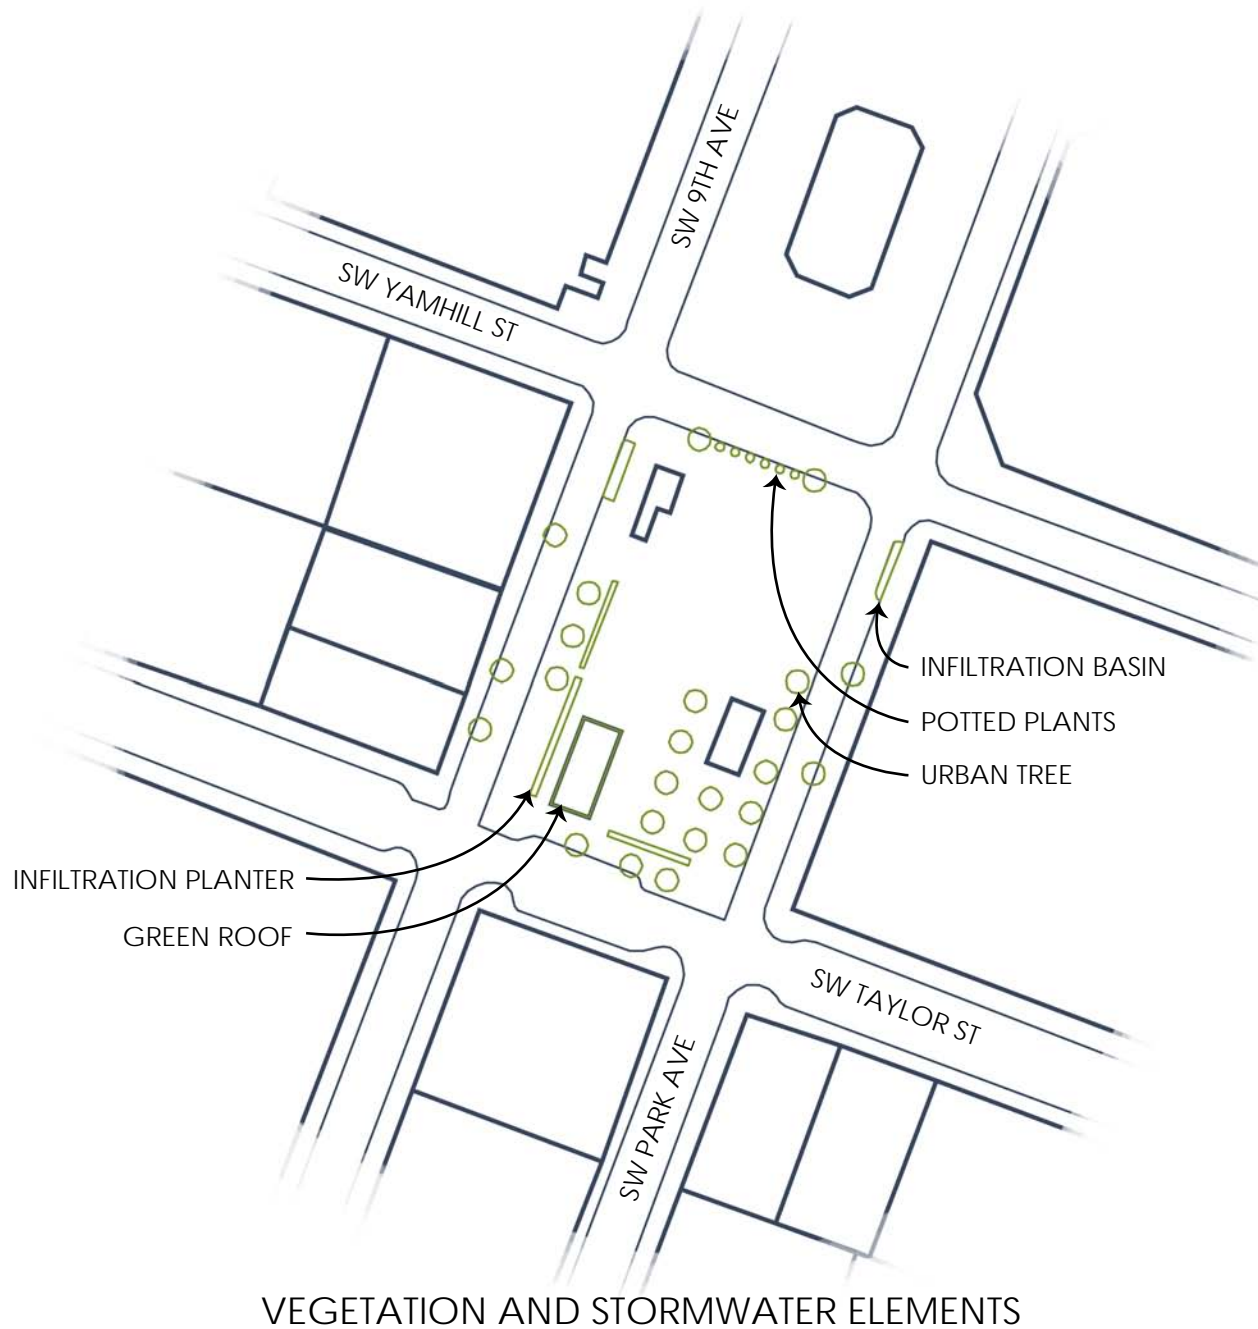 SW 9TH AVE
SW YAMHILL ST
INFILTRATION BASIN
POTTED PLANTS
URBAN TREE
INFILTRATION PLANTER
GREEN ROOF
SW TAYLOR ST
SW PARK AVE
VEGETATION AND STORMWATER ELEMENTS